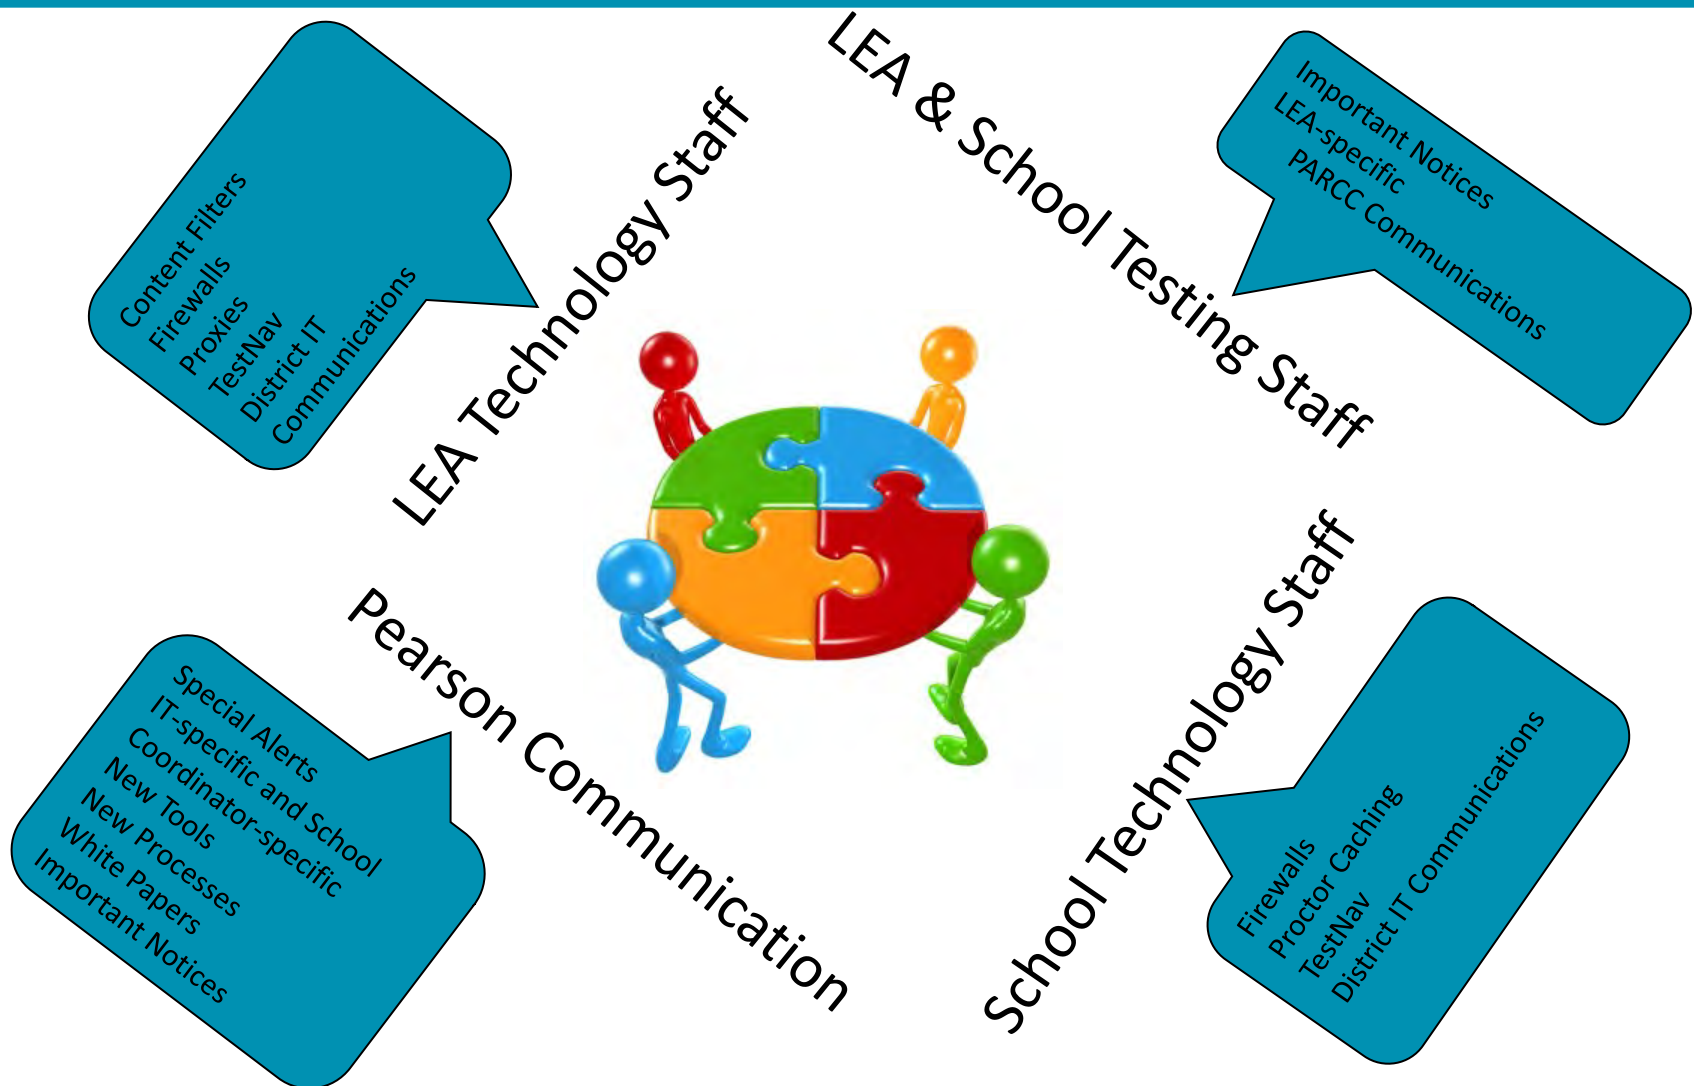 LEA Technology Staff
Content Filters
Firewalls
Proxies
TestNav
District IT
Communications
LEA & School Testing Staff
Important Notices
LEA-specific
PARCC Communications
Pearson Communication
Special Alerts
IT-specific and School
Coordinator-specific
New Tools
New Processes
White Papers
Important Notices
School Technology Staff
Firewalls
Proctor Caching
TestNav
District IT Communications